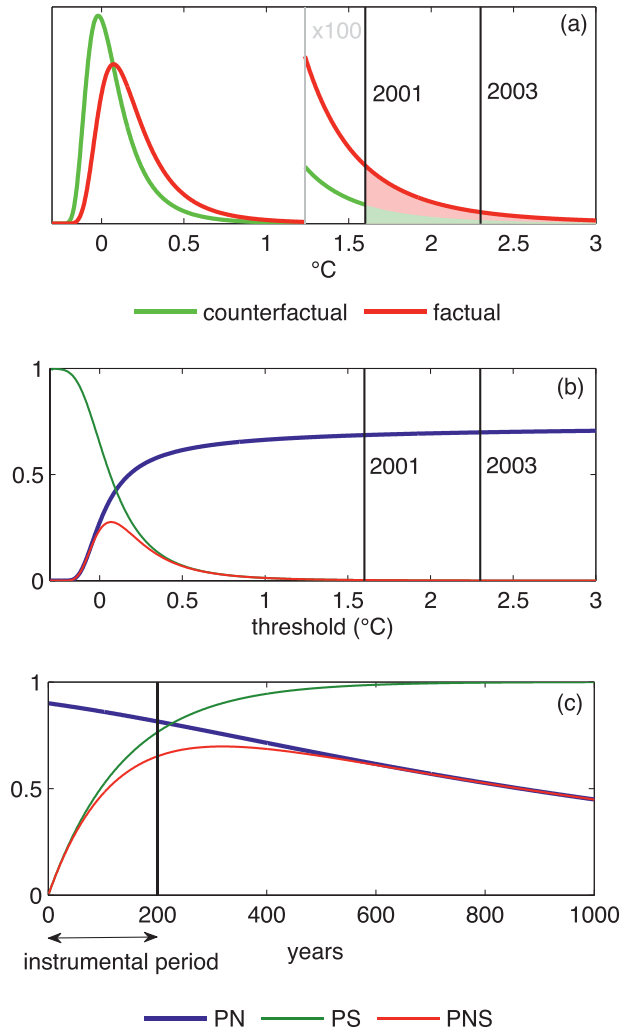 x100
(a)
2001
2003
0
0.5
1
1.5
2
2.5
3
°C
counterfactual
factual
1
(b)
0.5
2001
2003
0
0
0.5
1
1.5
2
2.5
3
threshold (°C)
1
(c)
0.5
0
0
200
400
600
800
1000
years
instrumental period
PN
PS
PNS